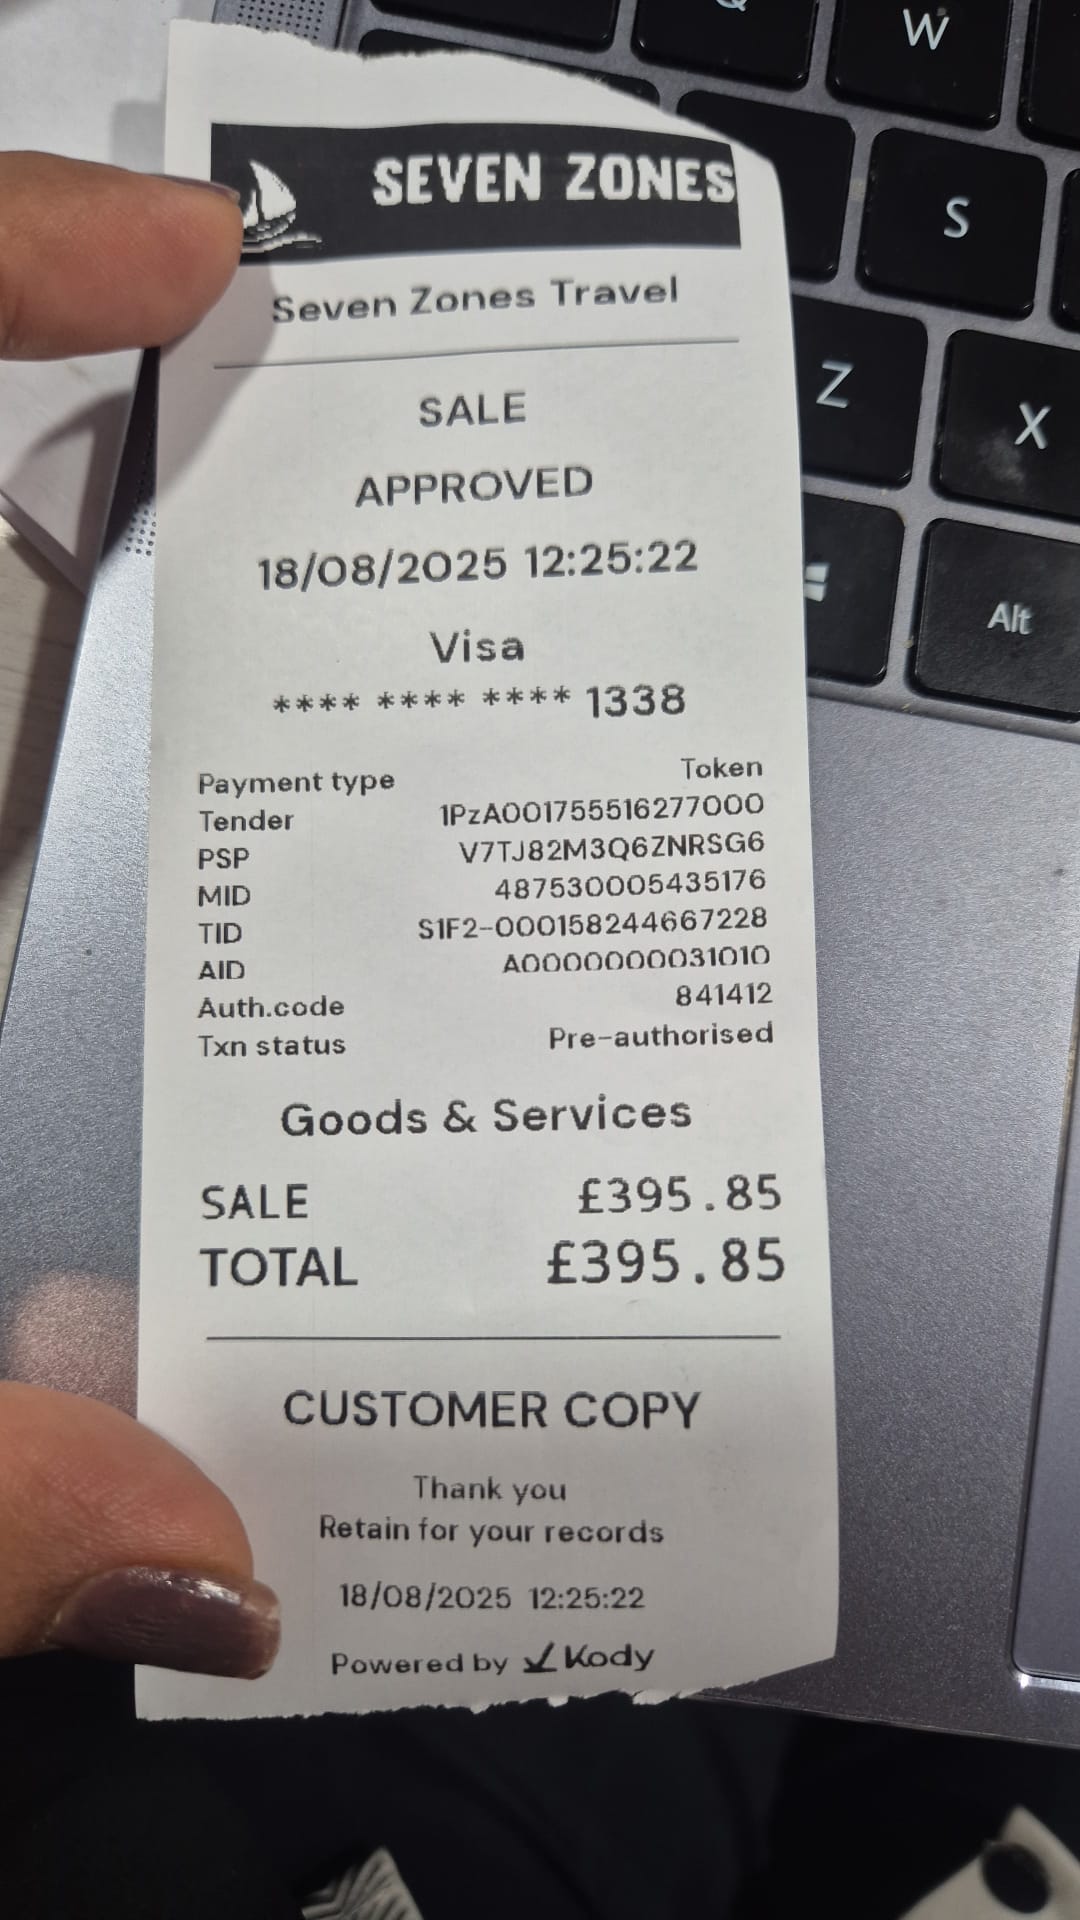 SEVEN ZONES
Seven Zones Travel
SALE
APPROVED
18/08/2025 12:25:22
Visa
**** **** **** 1338
Payment type Token
Tender 1PzA001755516277000
PSP V7TJ82M3Q6ZNRSG6
MID 487530005435176
TID S1F2-000158244667228
AID A0000000031010
Auth.code 841412
Txn status Pre-authorised
Goods & Services
SALE £395.85
TOTAL £395.85
CUSTOMER COPY
Thank you
Retain for your records
18/08/2025 12:25:22
Powered by Kody
W
S
Z
X
Alt